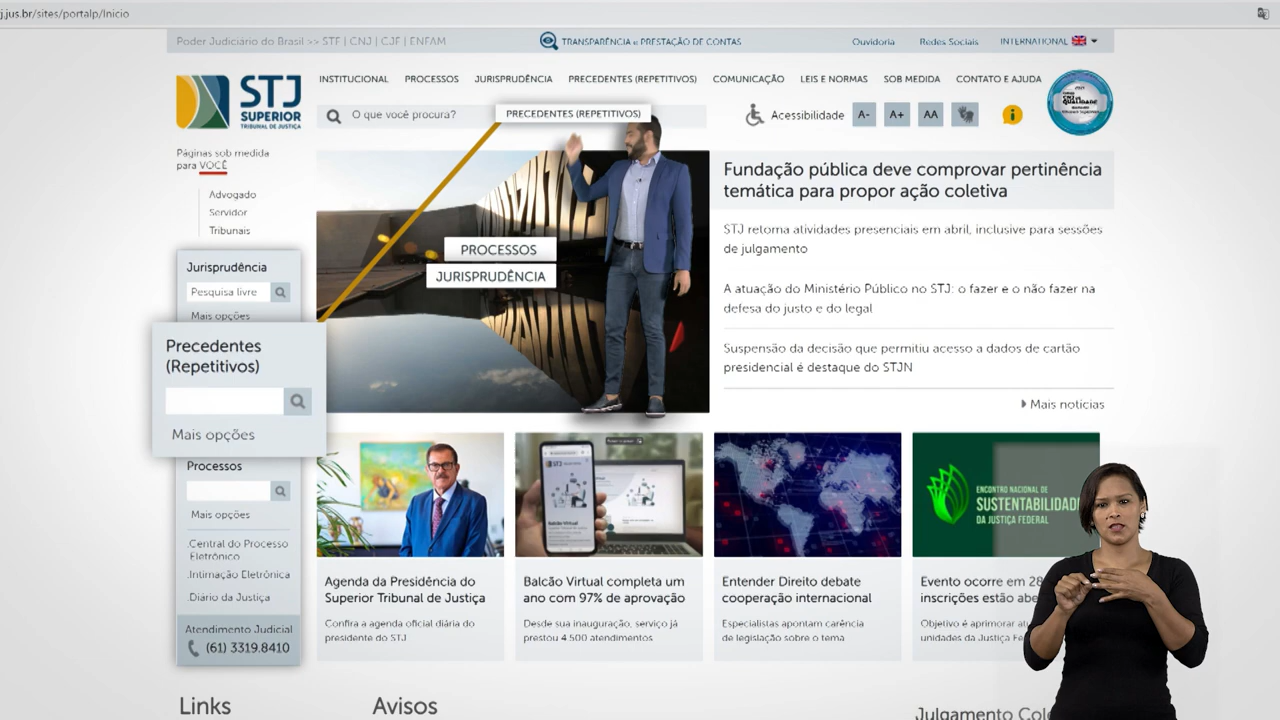 j.jus.br/sites/portalp/Inicio
Poder Judiciário do Brasil >> STF | CNJ | CJF | ENFAM
TRANSPARÊNCIA e PRESTAÇÃO DE CONTAS
Ouvidoria
Redes Sociais
INTERNATIONAL
STJ
SUPERIOR
TRIBUNAL DE JUSTIÇA
INSTITUCIONAL
PROCESSOS
JURISPRUDÊNCIA
PRECEDENTES (REPETITIVOS)
COMUNICAÇÃO
LEIS E NORMAS
SOB MEDIDA
CONTATO E AJUDA
O que você procura?
PRECEDENTES (REPETITIVOS)
Acessibilidade
A-
A+
AA
QUALIDADE
Páginas sob medida
para VOCÊ
Advogado
Servidor
Tribunais
Jurisprudência
Pesquisa livre
Mais opções
Precedentes
(Repetitivos)
Mais opções
Processos
Mais opções
.Central do Processo
Eletrônico
.Intimação Eletrônica
.Diário da Justiça
Atendimento Judicial
(61) 3319.8410
PROCESSOS
JURISPRUDÊNCIA
Fundação pública deve comprovar pertinência
temática para propor ação coletiva
STJ retoma atividades presenciais em abril, inclusive para sessões
de julgamento
A atuação do Ministério Público no STJ: o fazer e o não fazer na
defesa do justo e do legal
Suspensão da decisão que permitiu acesso a dados de cartão
presidencial é destaque do STJN
Mais notícias
Agenda da Presidência do
Superior Tribunal de Justiça
Confira a agenda oficial diária do
presidente do STJ
STJ
Balcão Virtual
Balcão Virtual completa um
ano com 97% de aprovação
Desde sua inauguração, serviço já
prestou 4.500 atendimentos
Entender Direito debate
cooperação internacional
Especialistas apontam carência
de legislação sobre o tema
ENCONTRO NACIONAL DE
SUSTENTABILIDADE
DA JUSTIÇA FEDERAL
Evento ocorre em 28
inscrições estão abe
Objetivo é aprimorar
unidades da Justiça
Links
Avisos
Julgamento